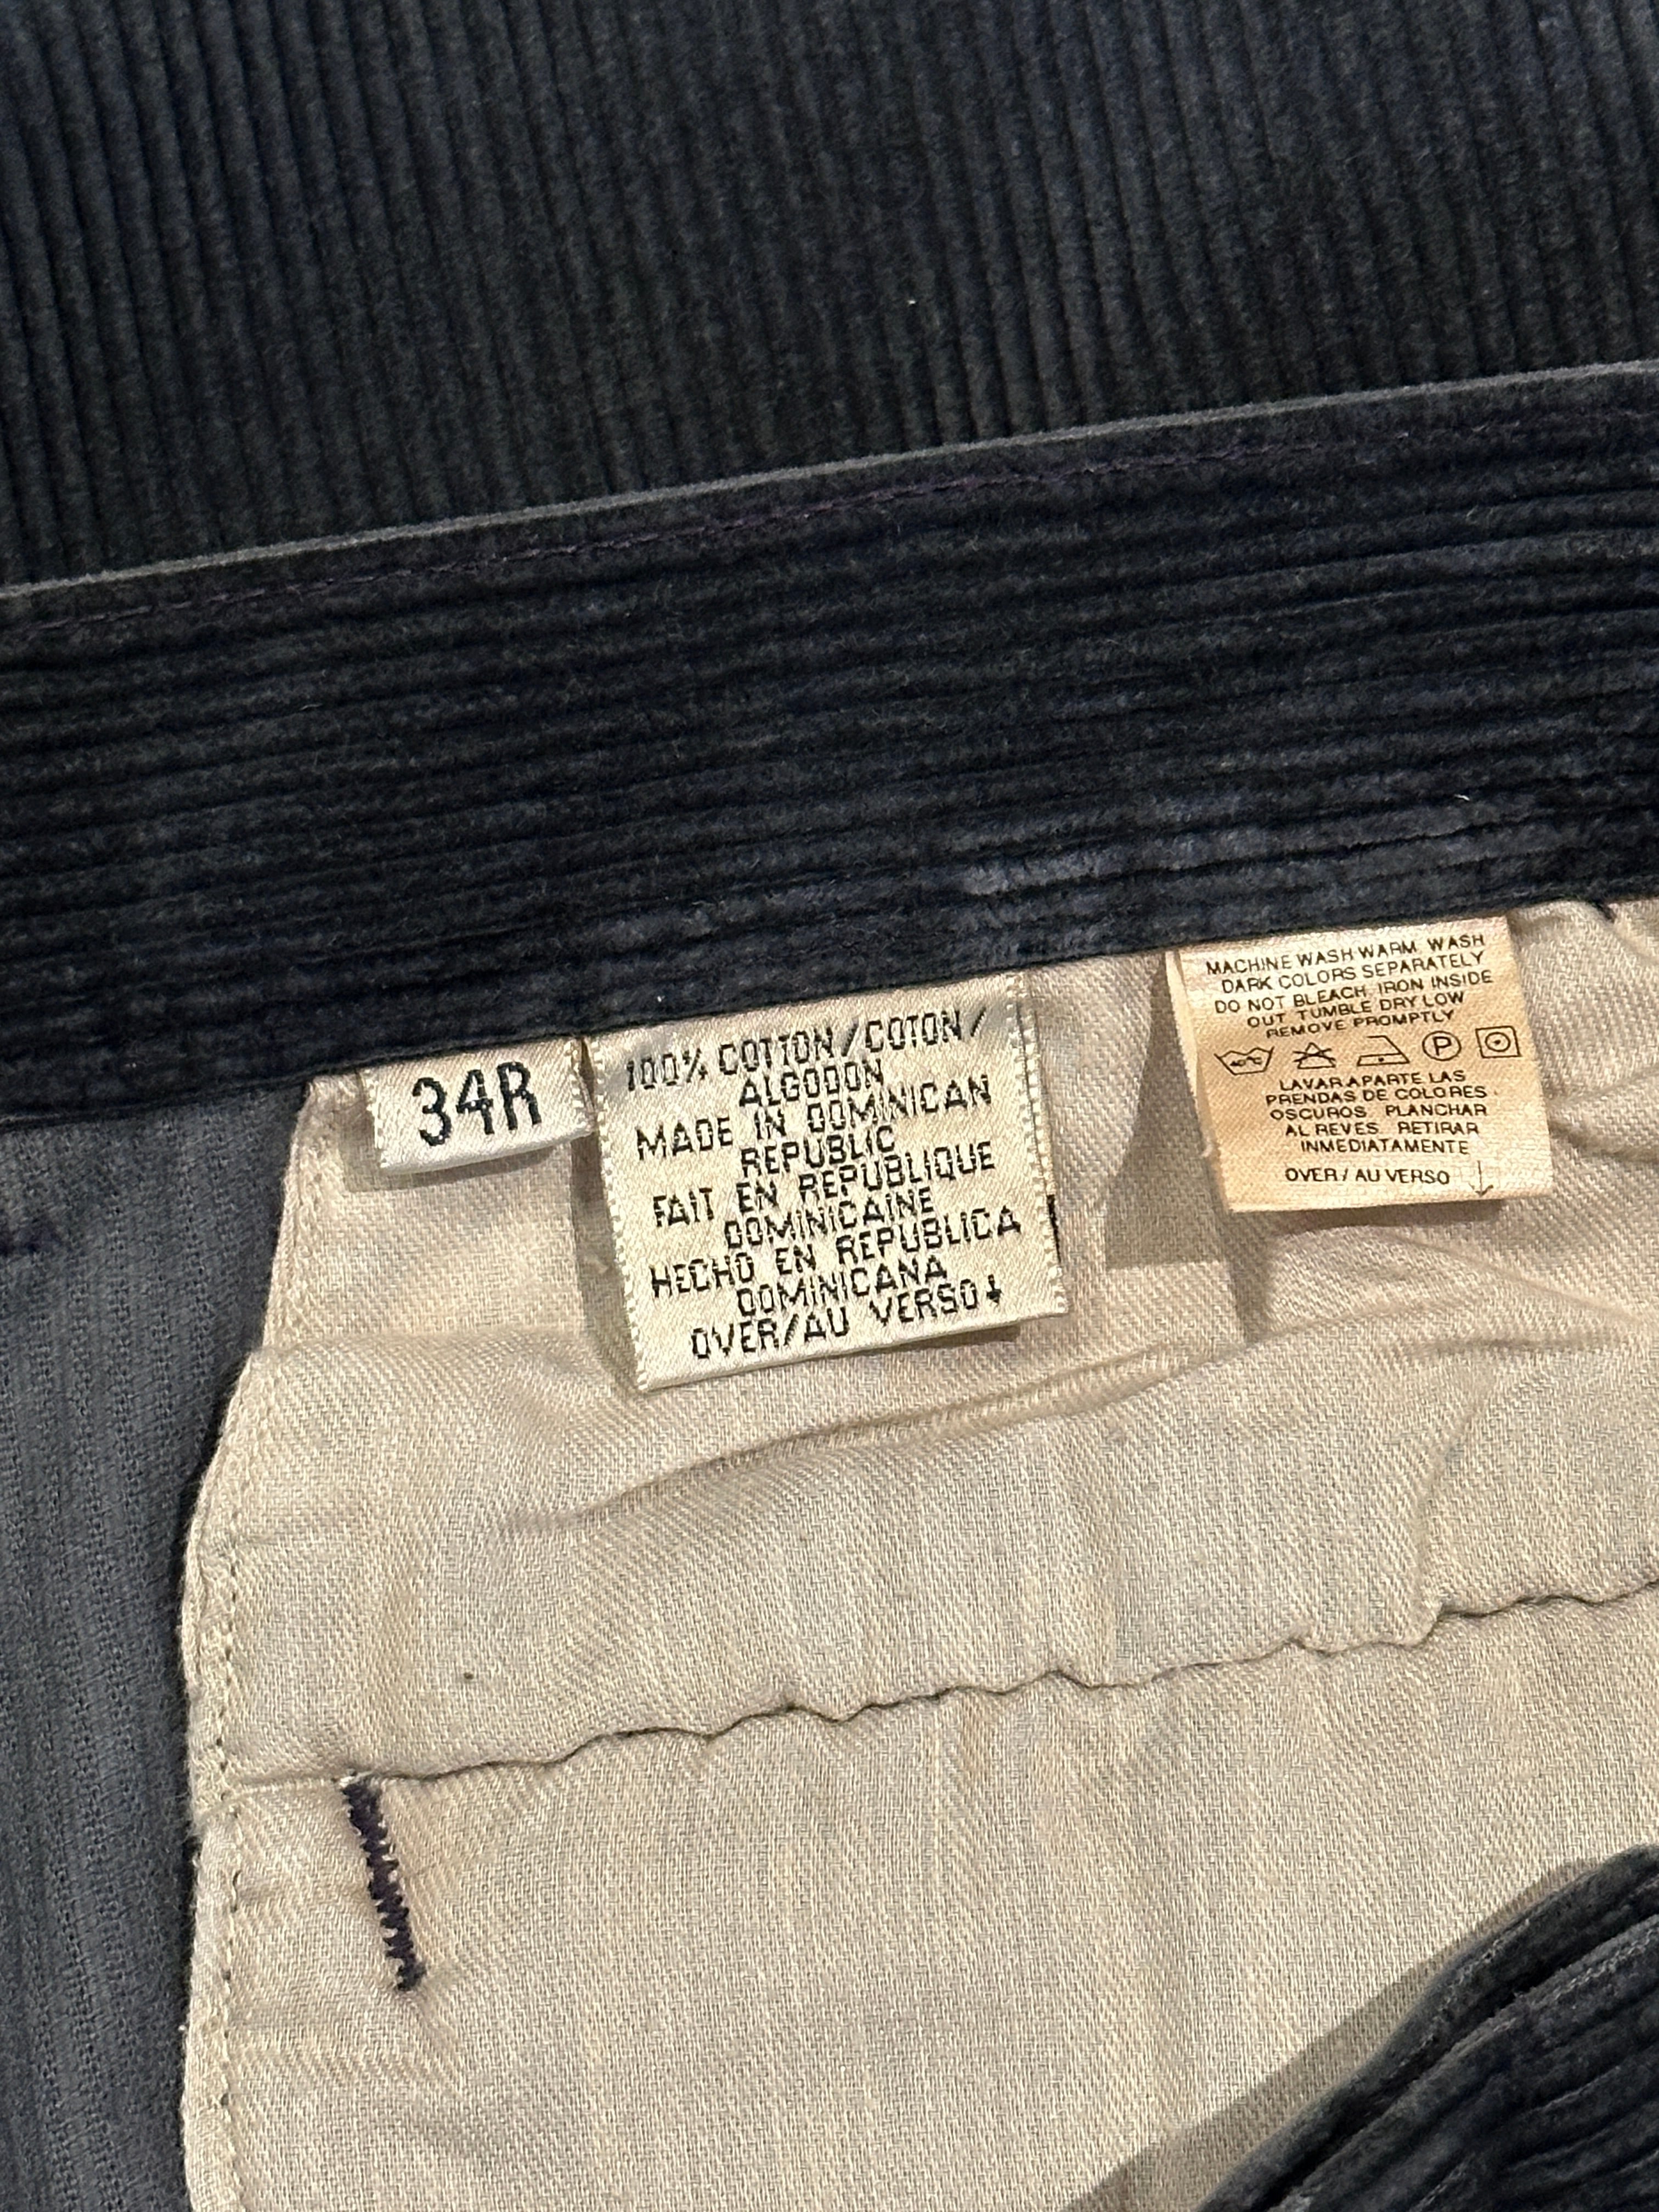 34R
100% COTTON/COTON/
ALGODON
MADE IN DOMINICAN
REPUBLIC
FAIT EN REPUBLIQUE
DOMINICAINE
HECHO EN REPUBLICA
DOMINICANA
OVER/AU VERSO↓
MACHINE WASH WARM WASH
DARK COLORS SEPARATELY
DO NOT BLEACH, IRON INSIDE
OUT TUMBLE DRY LOW
REMOVE PROMPTLY
40°C P
LAVAR APARTE LAS
PRENDAS DE COLORES
OSCUROS PLANCHAR
AL REVES RETIRAR
INMEDIATAMENTE
OVER/AU VERSO ↓